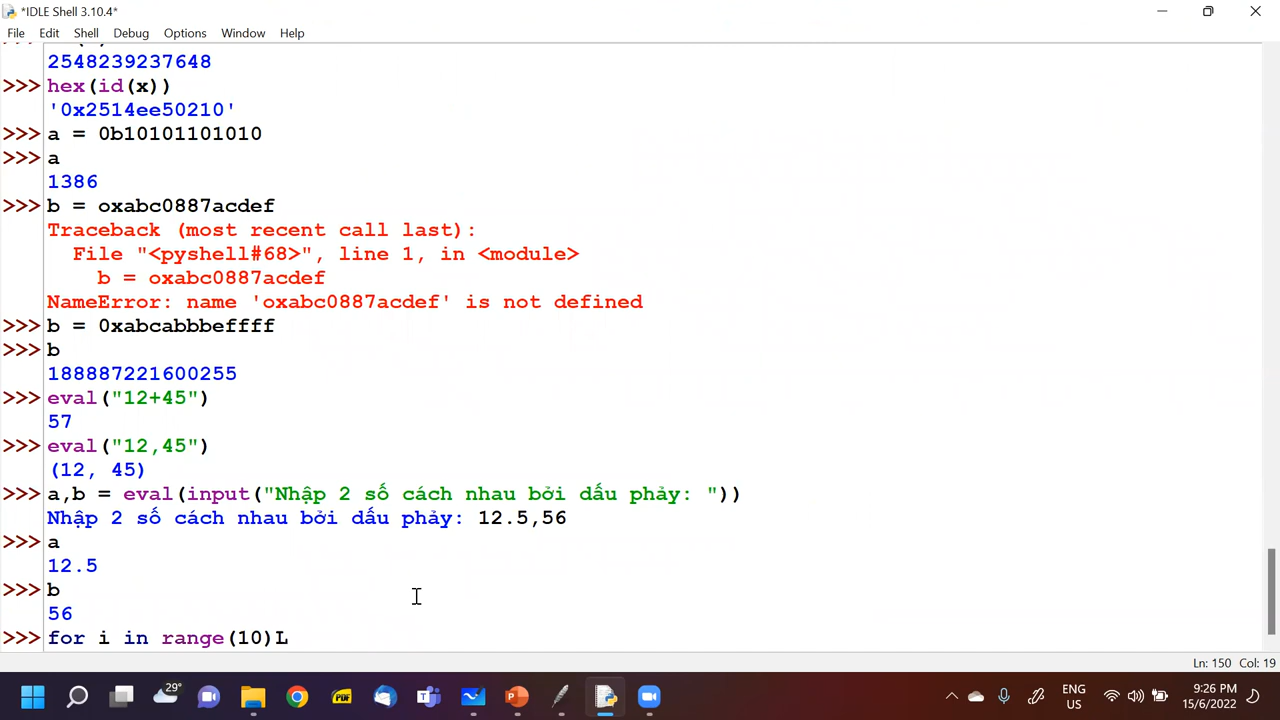 *IDLE Shell 3.10.4*
File Edit Shell Debug Options Window Help
2548239237648
>>> hex(id(x))
'0x2514ee50210'
>>> a = 0b10101101010
>>> a
1386
>>> b = oxabc0887acdef
Traceback (most recent call last):
File "<pyshell#68>", line 1, in <module>
b = oxabc0887acdef
NameError: name 'oxabc0887acdef' is not defined
>>> b = 0xabcabbbeffff
>>> b
188887221600255
>>> eval("12+45")
57
>>> eval("12,45")
(12, 45)
>>> a,b = eval(input("Nhập 2 số cách nhau bởi dấu phảy: "))
Nhập 2 số cách nhau bởi dấu phảy: 12.5,56
>>> a
12.5
>>> b
56
>>> for i in range(10)L
Ln: 150 Col: 19
29°
PDF
ENG
US
9:26 PM
15/6/2022